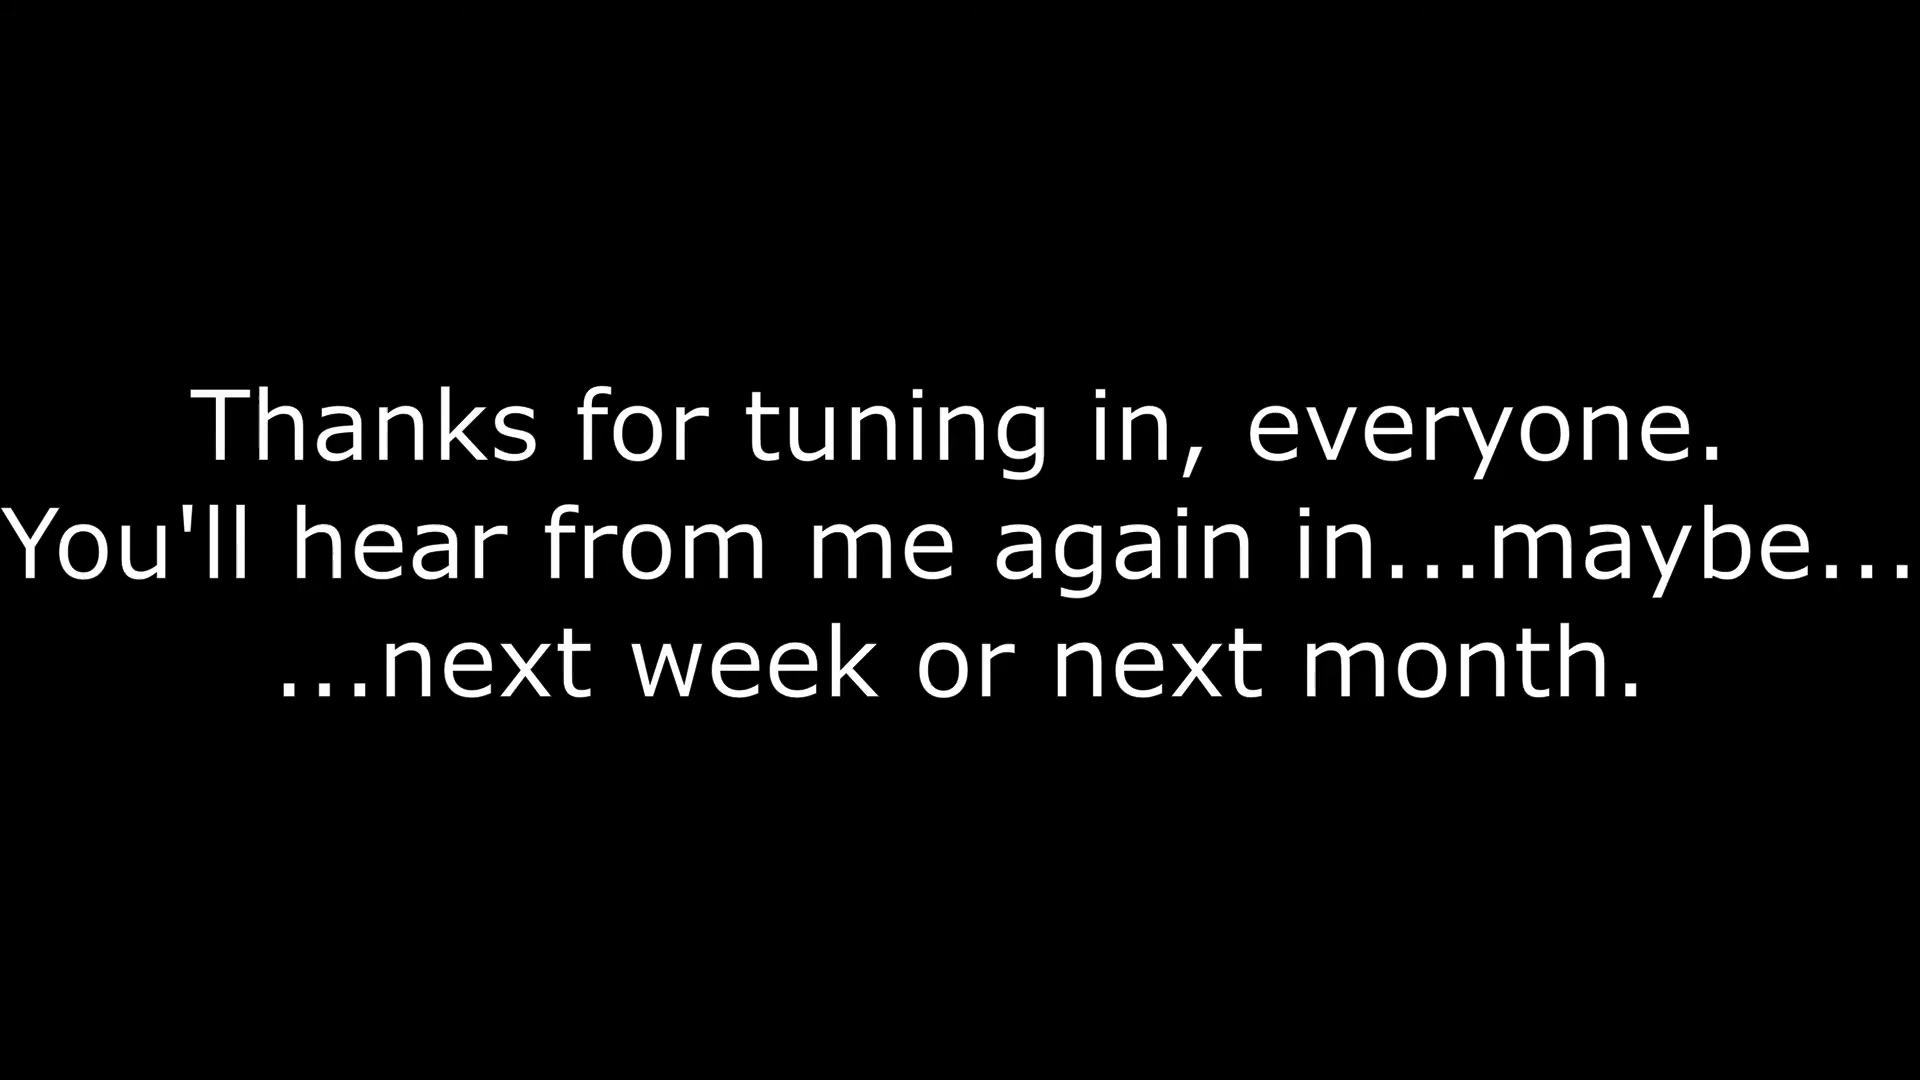 Thanks for tuning in, everyone.
You'll hear from me again in...maybe...
...next week or next month.